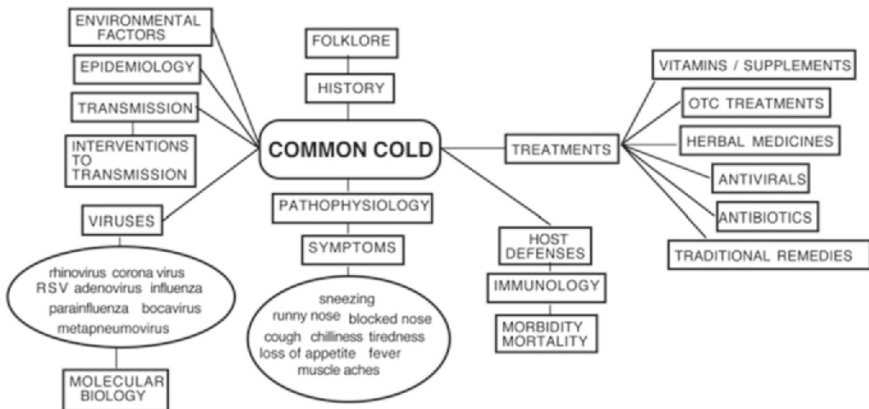 ENVIRONMENTAL
FACTORS
EPIDEMIOLOGY
TRANSMISSION
INTERVENTIONS
TO
TRANSMISSION
VIRUSES
rhinovirus corona virus
RSV adenovirus influenza
parainfluenza bocavirus
metapneumovirus
MOLECULAR
BIOLOGY
FOLKLORE
HISTORY
COMMON COLD
PATHOPHYSIOLOGY
SYMPTOMS
sneezing
runny nose blocked nose
cough chilliness tiredness
loss of appetite fever
muscle aches
HOST
DEFENSES
IMMUNOLOGY
MORBIDITY
MORTALITY
TREATMENTS
VITAMINS / SUPPLEMENTS
OTC TREATMENTS
HERBAL MEDICINES
ANTIVIRALS
ANTIBIOTICS
TRADITIONAL REMEDIES